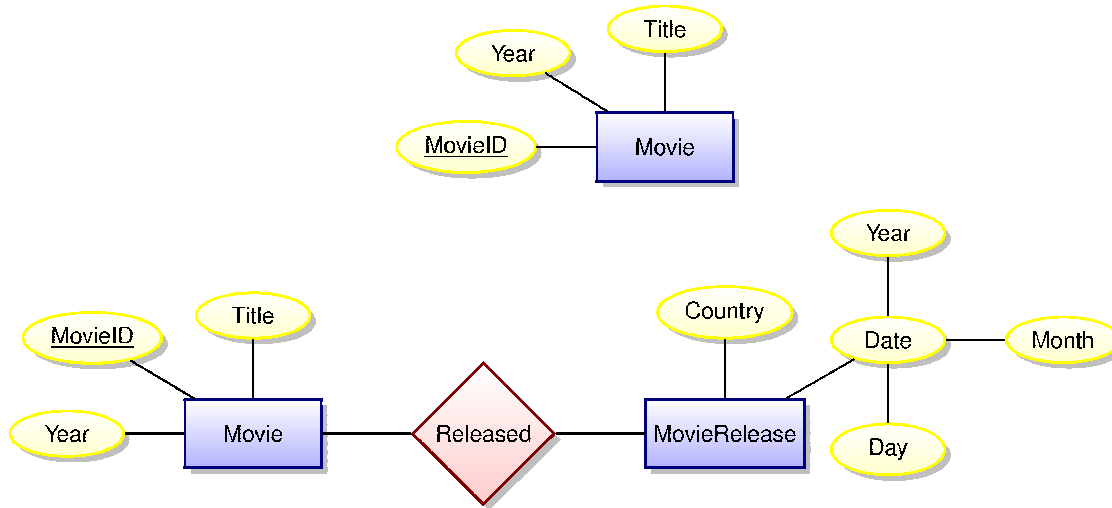 Title
Year
MovieID
Movie
Year
Country
Title
MovieID
Date
Month
Year
Movie
Released
MovieRelease
Day